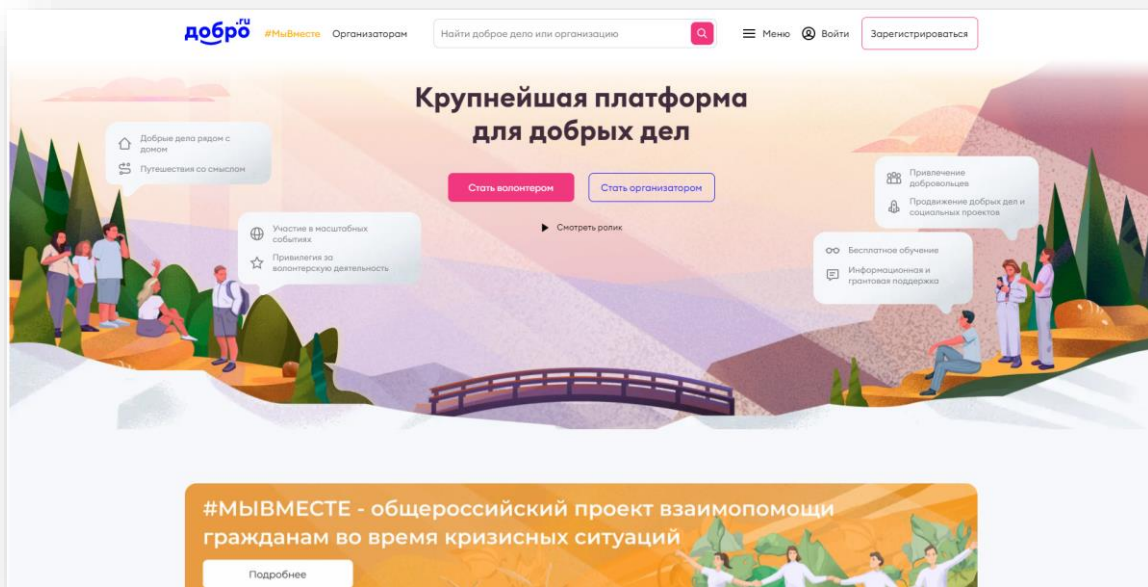 добро.ru
#МыВместе
Организаторам
Найти доброе дело или организацию
Меню
Войти
Зарегистрироваться
Крупнейшая платформа
для добрых дел
Добрые дела рядом с
домом
Путешествия со смыслом
Стать волонтером
Стать организатором
Привлечение
добровольцев
Продвижение добрых дел и
социальных проектов
Участие в масштабных
событиях
Привилегия за
волонтерскую деятельность
Смотреть ролик
Бесплатное обучение
Информационная и
грантовая поддержка
#МЫВМЕСТЕ - общероссийский проект взаимопомощи
гражданам во время кризисных ситуаций
Подробнее